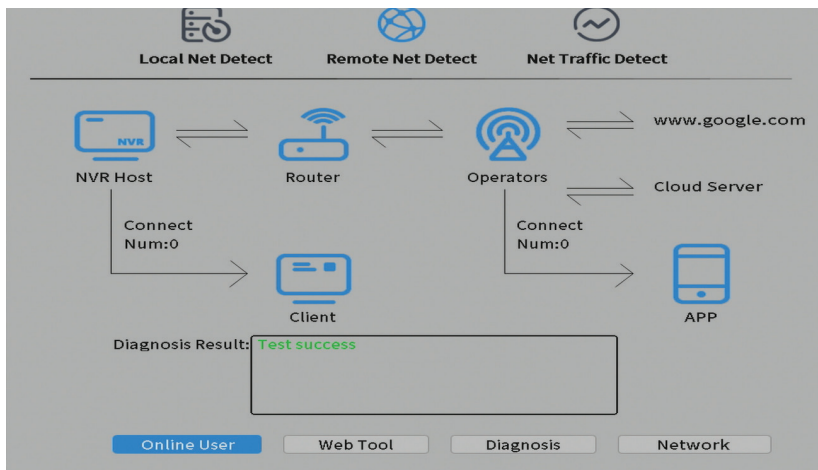 Local Net Detect
Remote Net Detect
Net Traffic Detect
NVR
www.google.com
NVR Host
Router
Operators
Cloud Server
Connect
Num:0
Connect
Num:0
Client
APP
Diagnosis Result: Test success
Online User
Web Tool
Diagnosis
Network